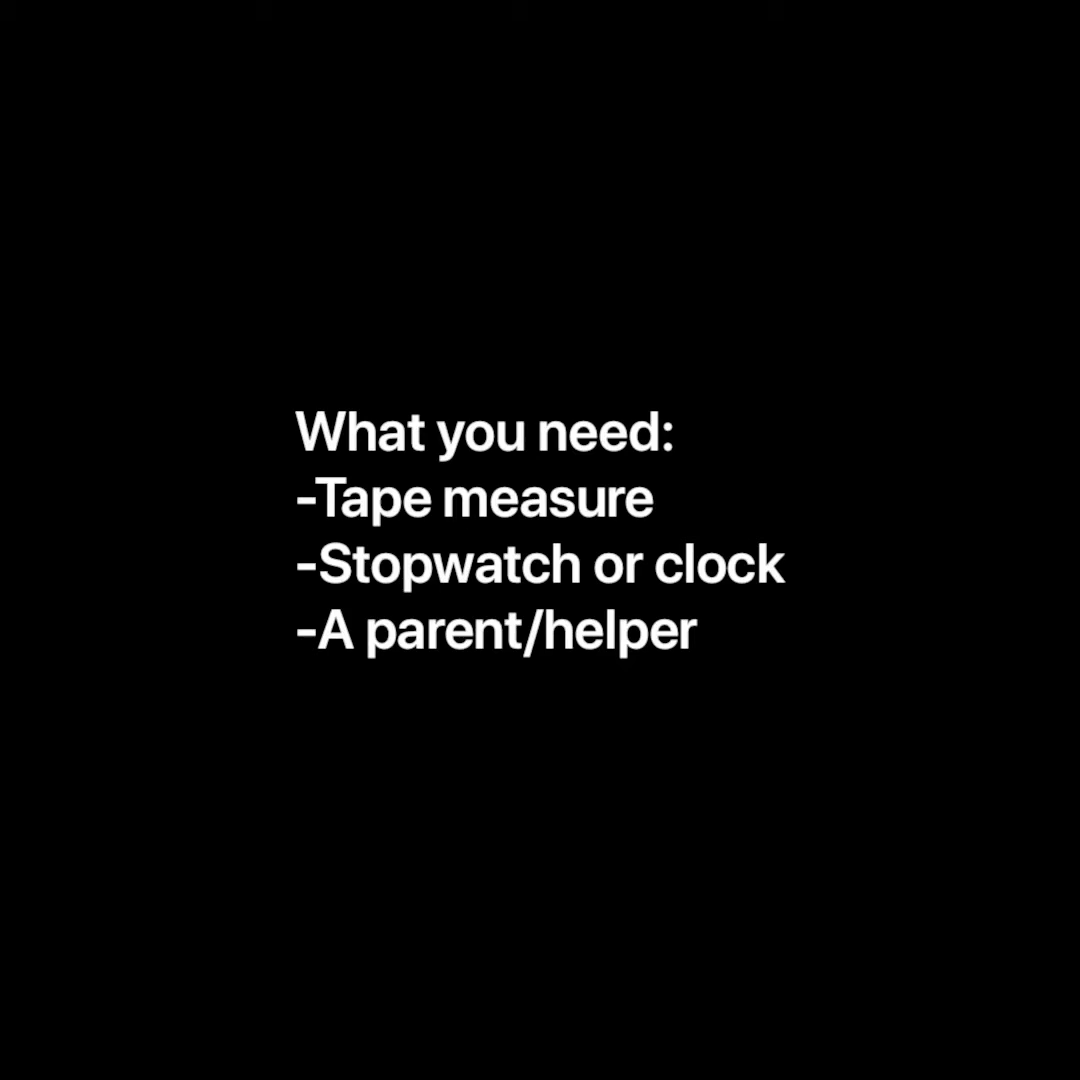 What you need:
-Tape measure
-Stopwatch or clock
-A parent/helper